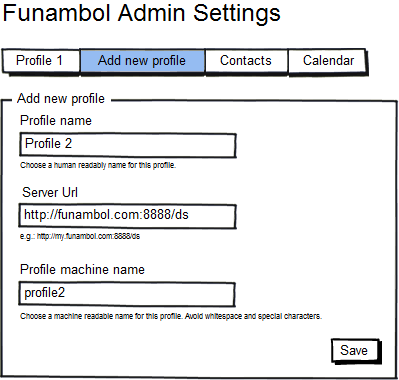 Funambol Admin Settings
Profile 1 Add new profile Contacts Calendar
Add new profile
Profile name
Profile 2
Choose a human readably name for this profile.
Server Url
http://funambol.com:8888/ds
e.g.: http://my.funambol.com:8888/ds
Profile machine name
profile2
Choose a machine readable name for this profile. Avoid whitespace and special characters.
Save